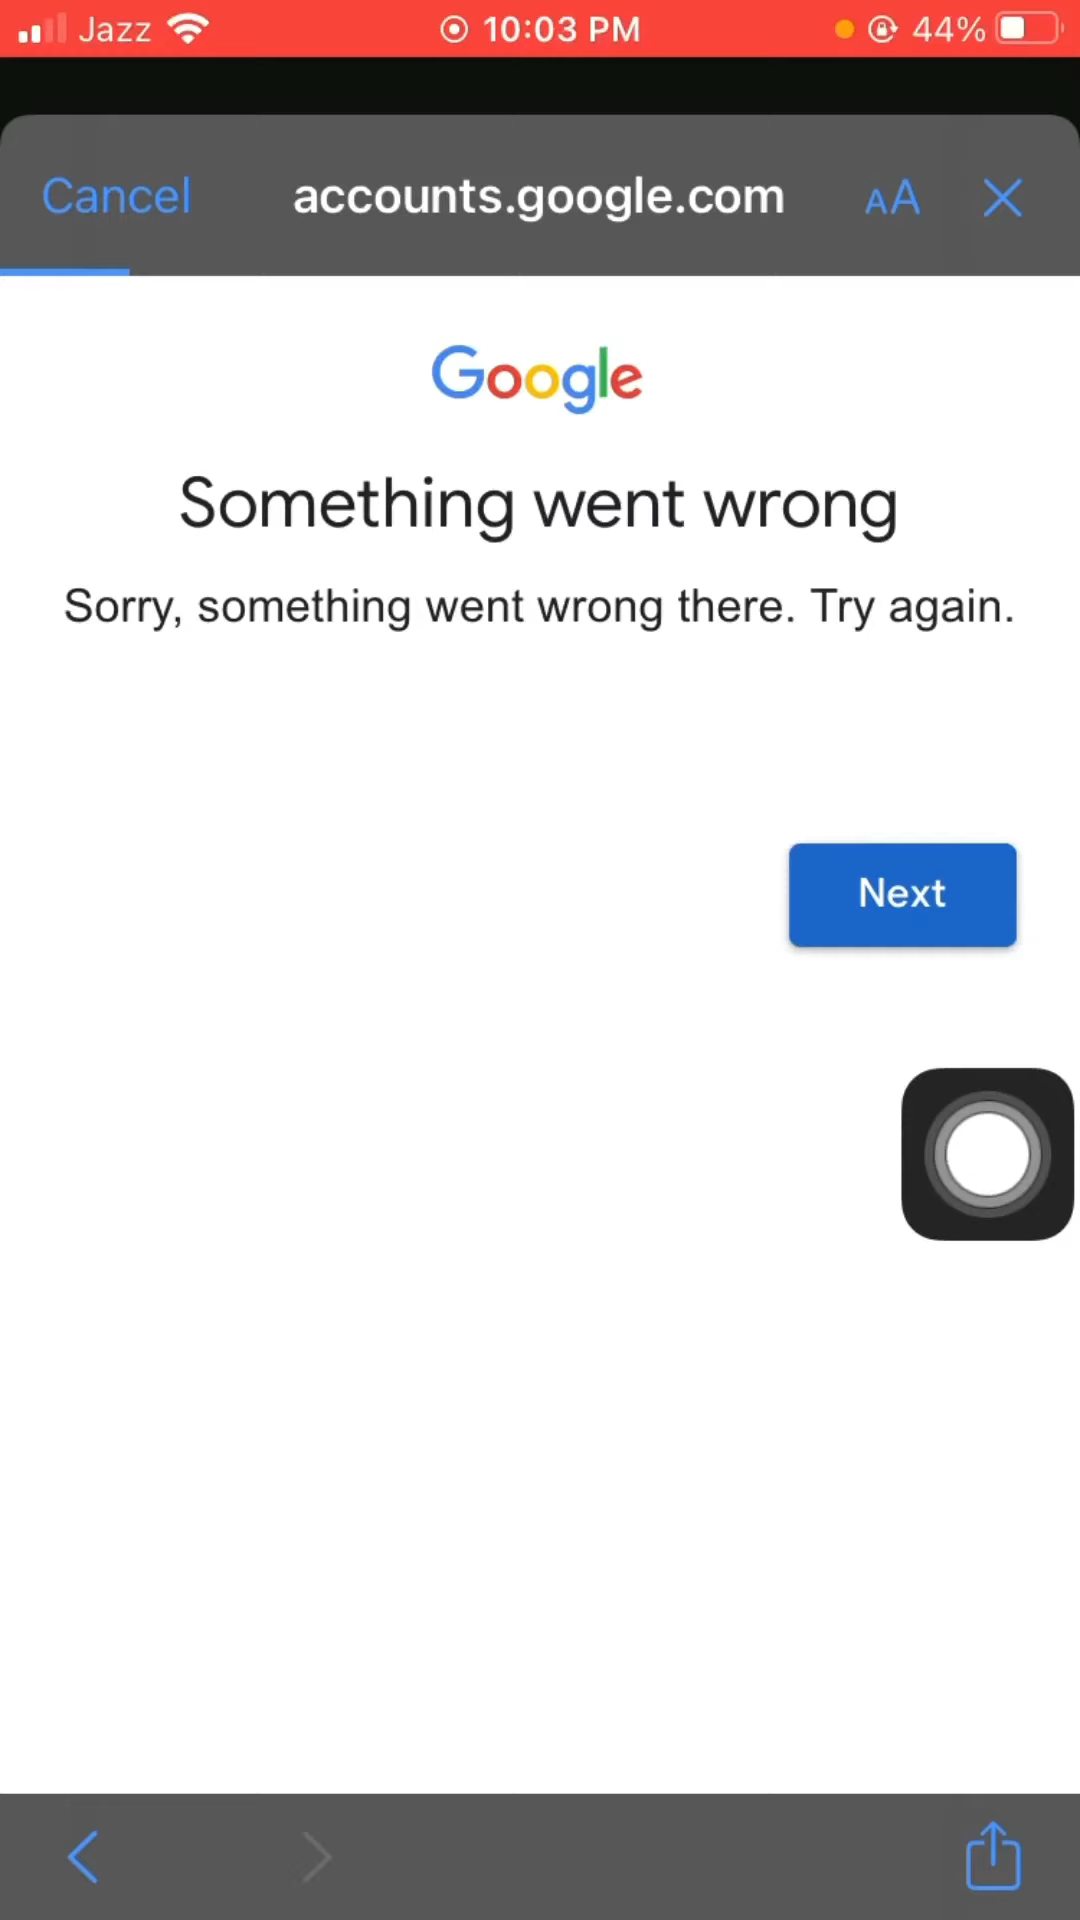 Jazz 10:03 PM 44%
Cancel accounts.google.com AA
Google
Something went wrong
Sorry, something went wrong there. Try again.
Next